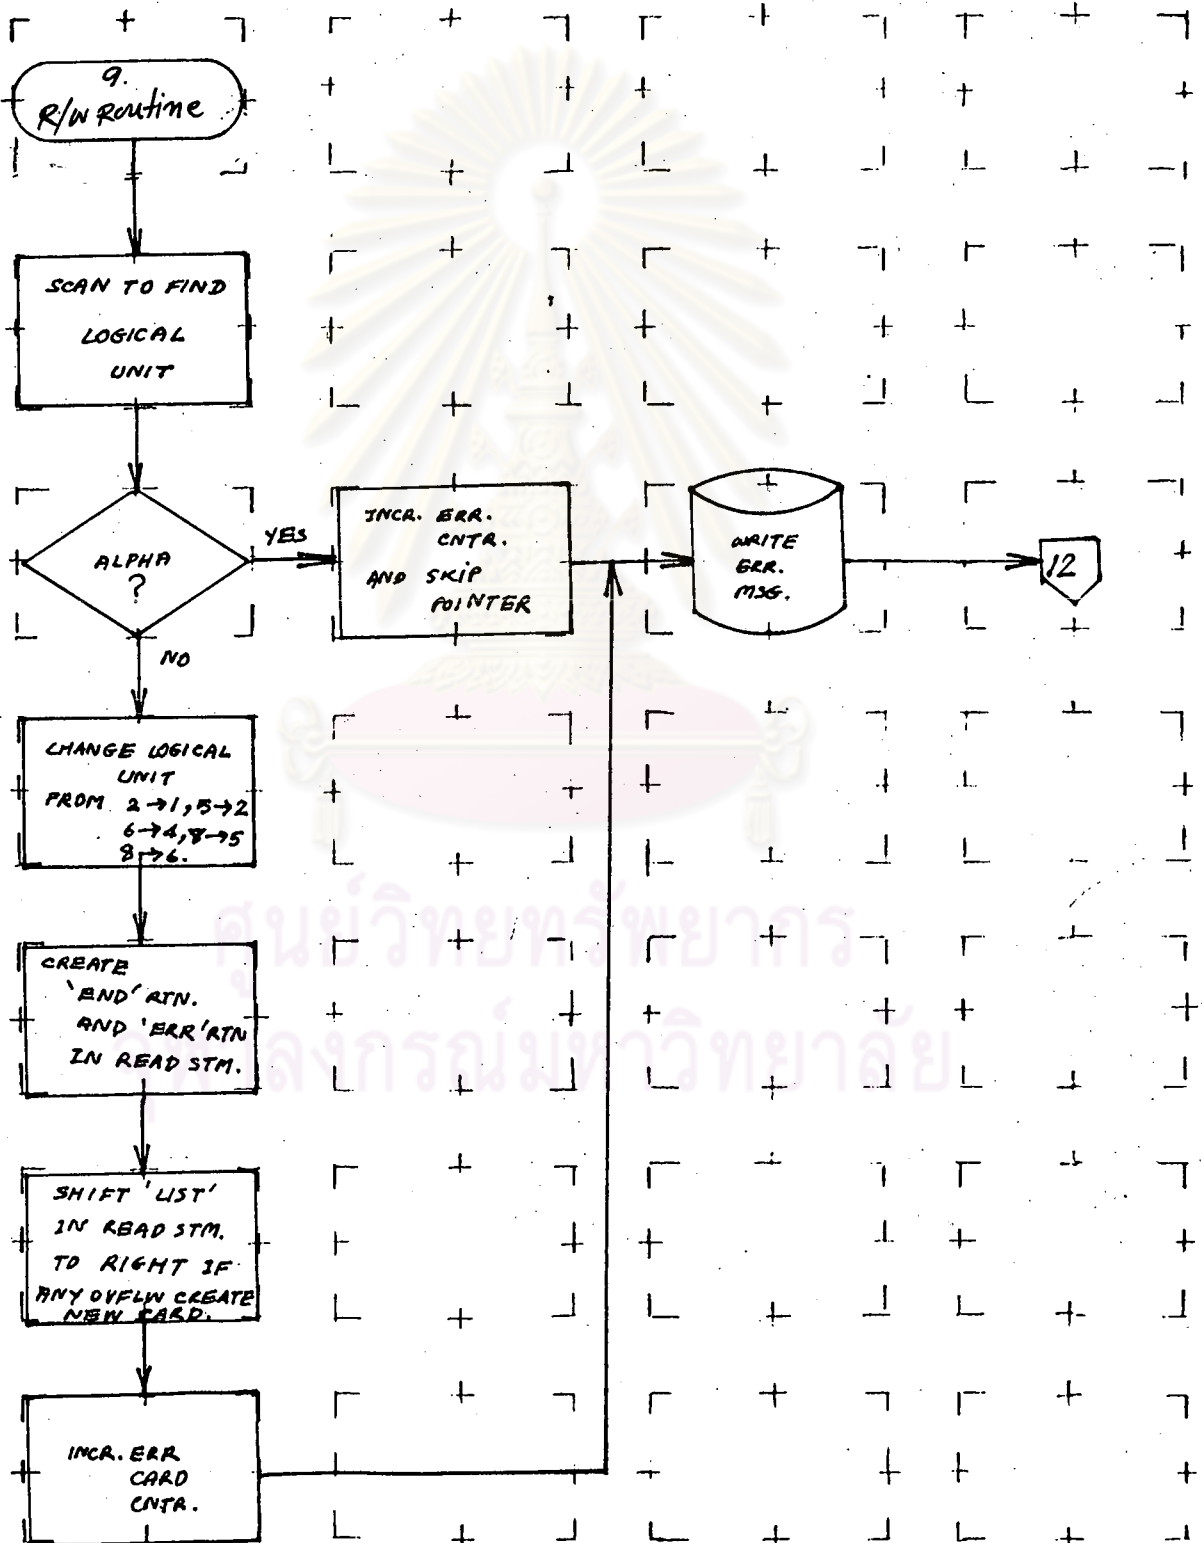 9.
R/W Routine
SCAN TO FIND
LOGICAL
UNIT
ALPHA
?
YES
INCR. ERR.
CNTR.
AND SKIP
POINTER
WRITE
ERR.
MSG.
12
NO
CHANGE LOGICAL
UNIT
FROM 2→1, 5→2
6→4, 8→5
8→6.
CREATE
'END' RTN.
AND 'ERR' RTN
IN READ STM.
SHIFT 'LIST'
IN READ STM.
TO RIGHT IF
ANY OVFLW CREATE
NEW CARD.
INCR. ERR
CARD
CNTR.
ศูนย์วิทยทรัพยากร
จุฬาลงกรณ์มหาวิทยาลัย